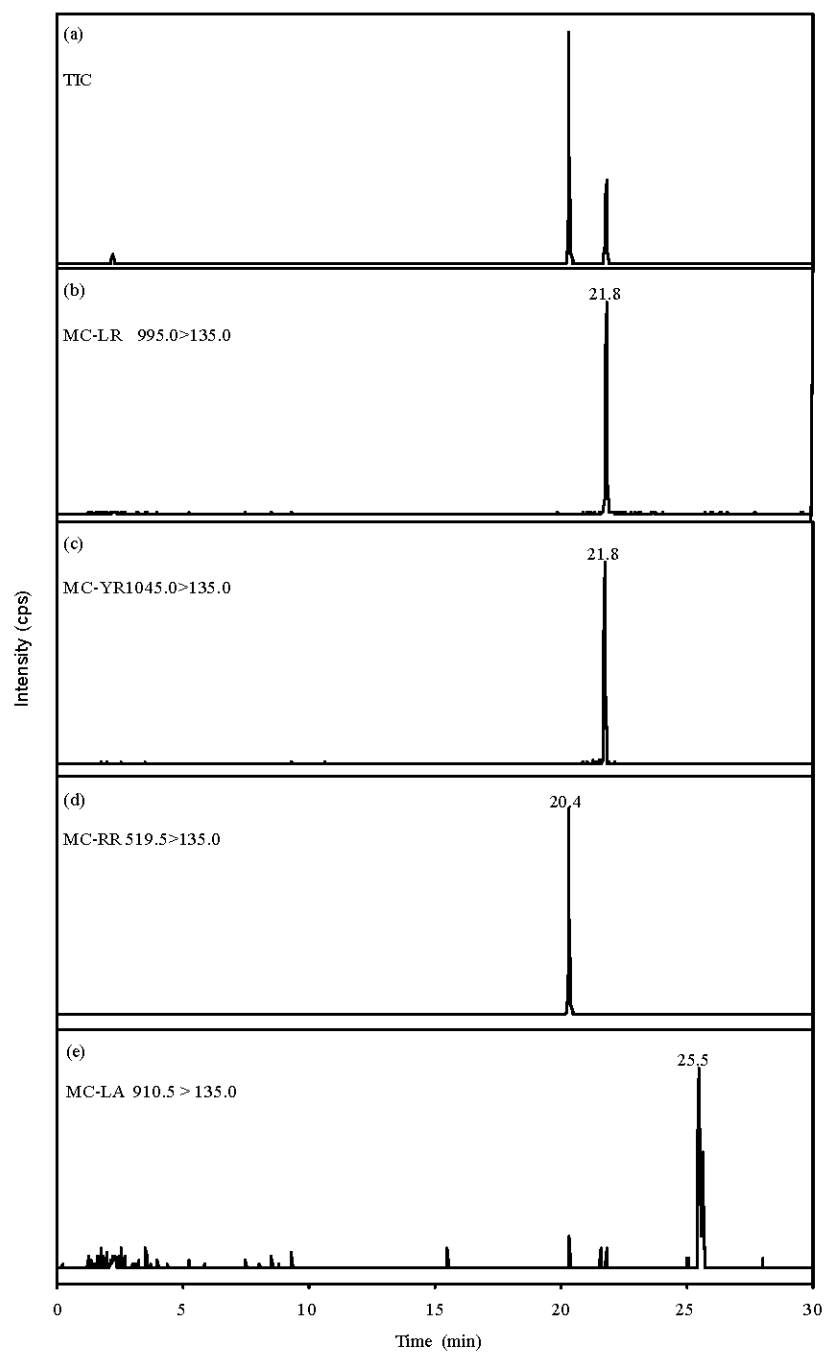 (a)
TIC
(b)
21.8
MC-LR 995.0>135.0
(c)
21.8
MC-YR1045.0>135.0
Intensity (cps)
(d)
20.4
MC-RR 519.5>135.0
(e)
25.5
MC-LA 910.5 > 135.0
0 5 10 15 20 25 30
Time (min)